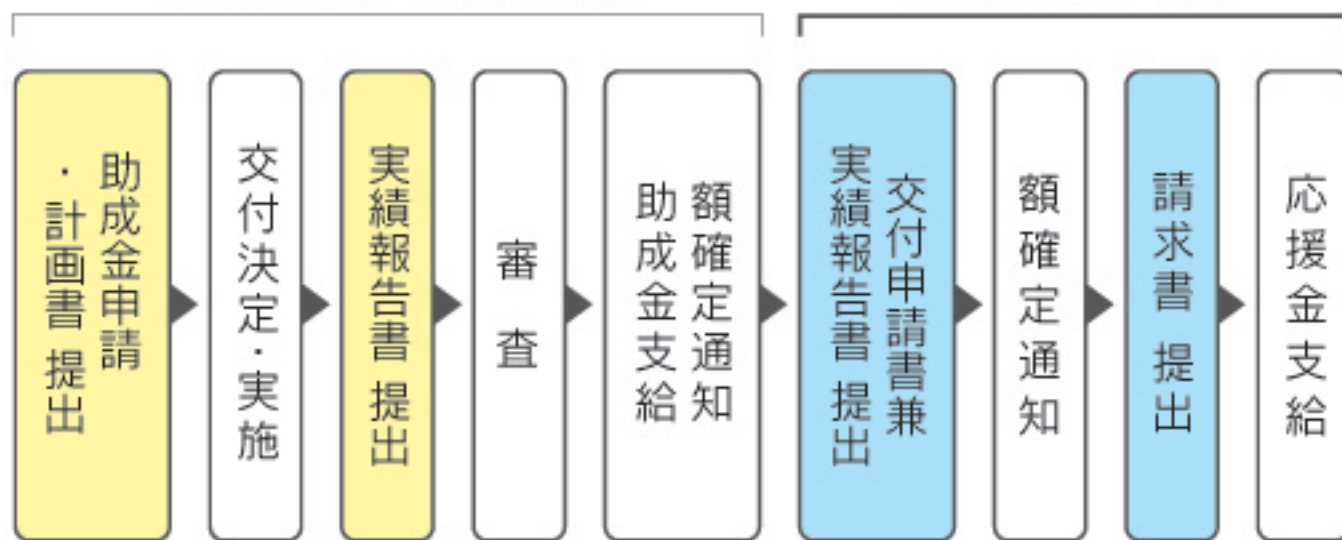 助成金申請
・計画書 提出
交付決定・実施
実績報告書 提出
審 査
額確定通知
助成金支給
交付申請書兼
実績報告書 提出
額確定通知
請求書 提出
応援金支給